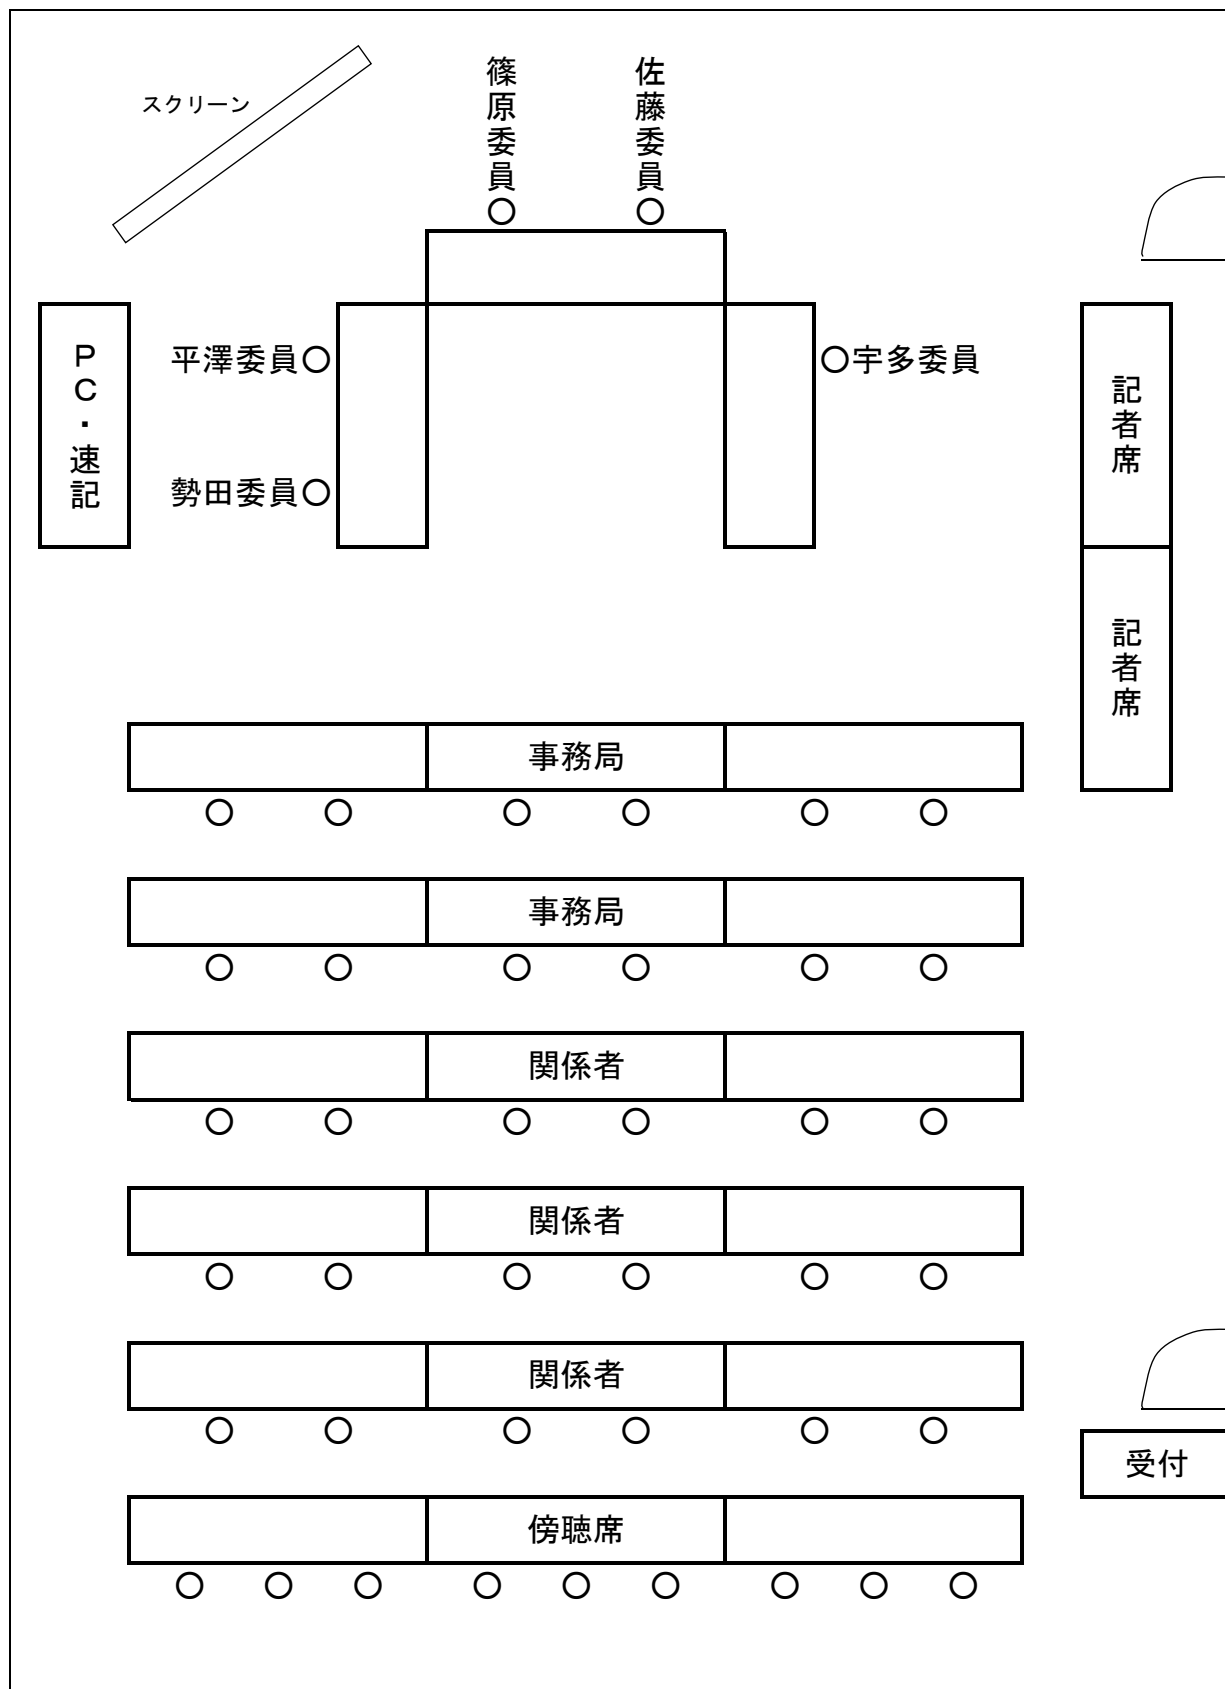 スクリーン
篠原委員
佐藤委員
PC・速記
平澤委員
宇多委員
勢田委員
記者席
記者席
事務局
事務局
関係者
関係者
関係者
受付
傍聴席